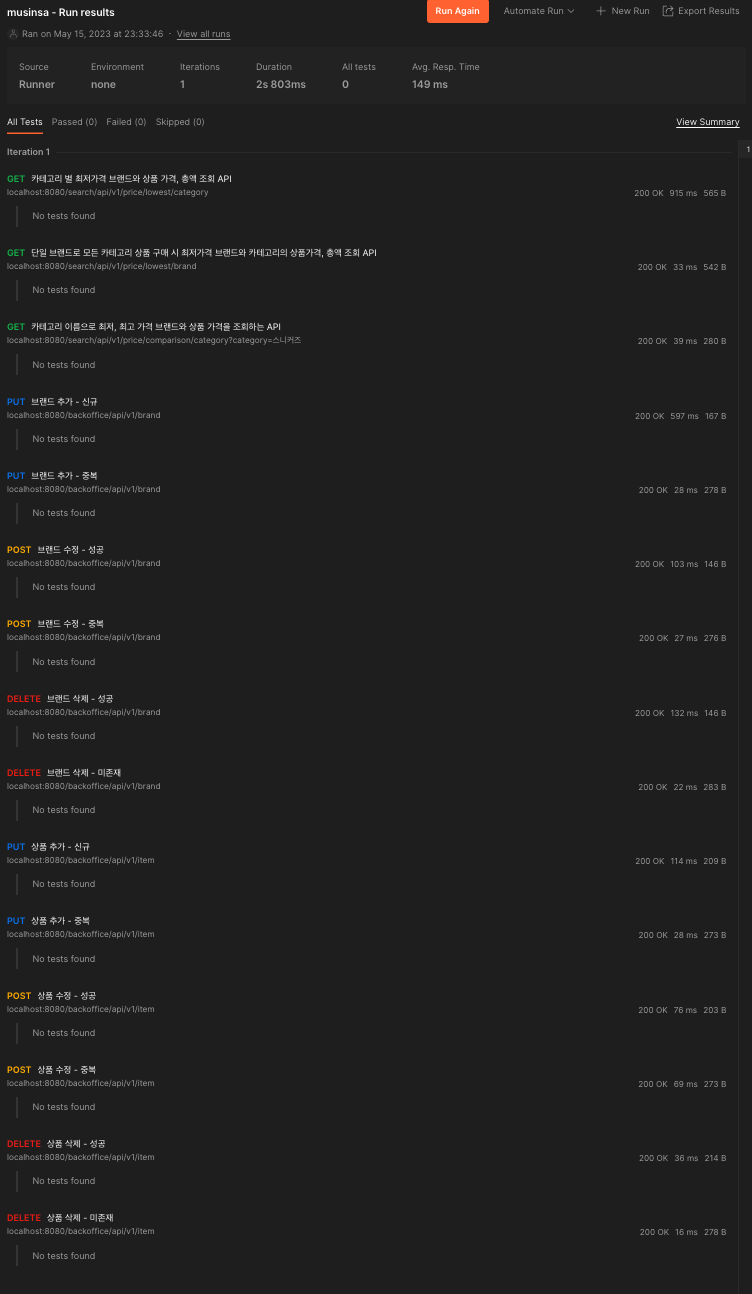 musinsa - Run results
Run Again
Automate Run
New Run
Export Results
Ran on May 15, 2023 at 23:33:46 · View all runs
Source Environment Iterations Duration All tests Avg. Resp. Time
Runner none 1 2s 803ms 0 149 ms
All Tests Passed (0) Failed (0) Skipped (0) View Summary
Iteration 1
1
GET 카테고리 별 최저가격 브랜드와 상품 가격, 총액 조회 API
localhost:8080/search/api/v1/price/lowest/category 200 OK 915 ms 565 B
No tests found
GET 단일 브랜드로 모든 카테고리 상품 구매 시 최저가격 브랜드와 카테고리의 상품가격, 총액 조회 API
localhost:8080/search/api/v1/price/lowest/brand 200 OK 33 ms 542 B
No tests found
GET 카테고리 이름으로 최저, 최고 가격 브랜드와 상품 가격을 조회하는 API
localhost:8080/search/api/v1/price/comparison/category?category=스니커즈 200 OK 39 ms 280 B
No tests found
PUT 브랜드 추가 - 신규
localhost:8080/backoffice/api/v1/brand 200 OK 597 ms 167 B
No tests found
PUT 브랜드 추가 - 중복
localhost:8080/backoffice/api/v1/brand 200 OK 28 ms 278 B
No tests found
POST 브랜드 수정 - 성공
localhost:8080/backoffice/api/v1/brand 200 OK 103 ms 146 B
No tests found
POST 브랜드 수정 - 중복
localhost:8080/backoffice/api/v1/brand 200 OK 27 ms 276 B
No tests found
DELETE 브랜드 삭제 - 성공
localhost:8080/backoffice/api/v1/brand 200 OK 132 ms 146 B
No tests found
DELETE 브랜드 삭제 - 미존재
localhost:8080/backoffice/api/v1/brand 200 OK 22 ms 283 B
No tests found
PUT 상품 추가 - 신규
localhost:8080/backoffice/api/v1/item 200 OK 114 ms 209 B
No tests found
PUT 상품 추가 - 중복
localhost:8080/backoffice/api/v1/item 200 OK 28 ms 273 B
No tests found
POST 상품 수정 - 성공
localhost:8080/backoffice/api/v1/item 200 OK 76 ms 203 B
No tests found
POST 상품 수정 - 중복
localhost:8080/backoffice/api/v1/item 200 OK 69 ms 273 B
No tests found
DELETE 상품 삭제 - 성공
localhost:8080/backoffice/api/v1/item 200 OK 36 ms 214 B
No tests found
DELETE 상품 삭제 - 미존재
localhost:8080/backoffice/api/v1/item 200 OK 16 ms 278 B
No tests found